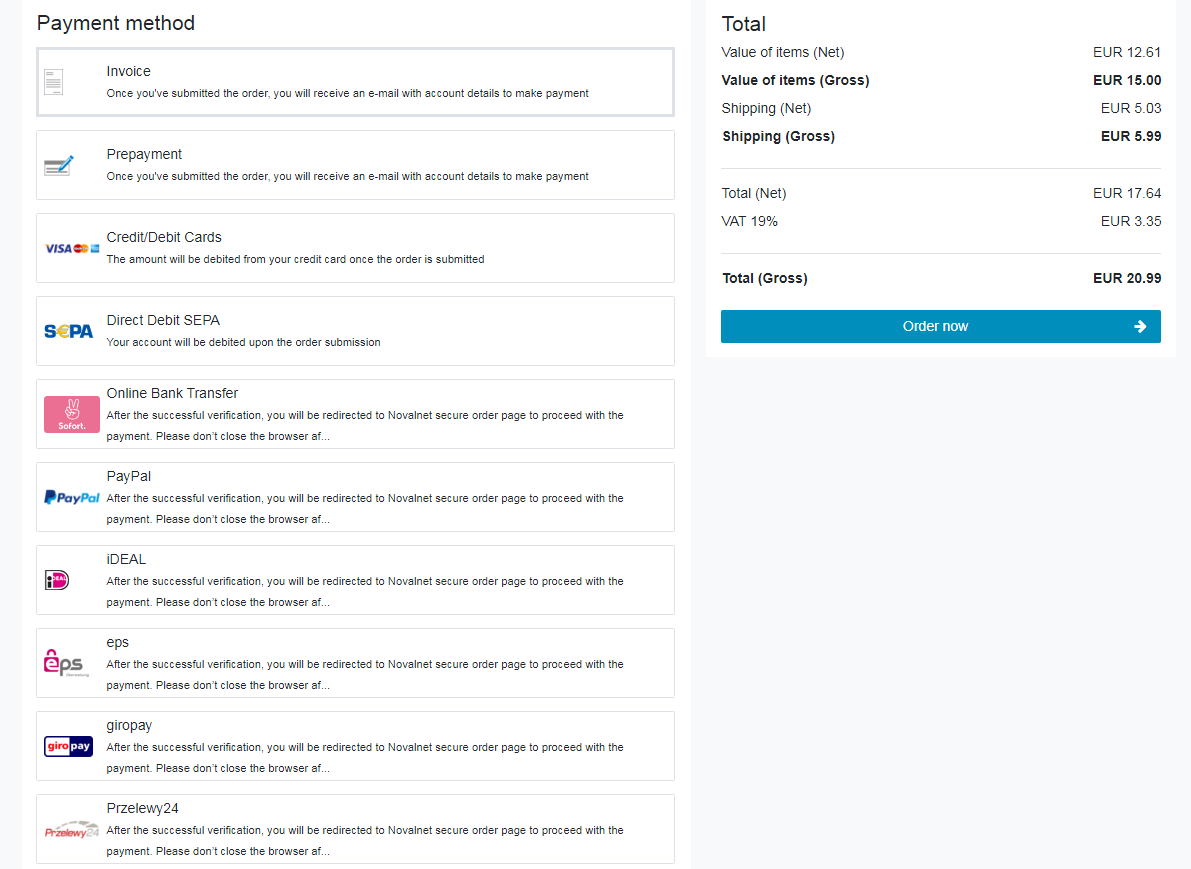 Payment method
Invoice
Once you've submitted the order, you will receive an e-mail with account details to make payment
Prepayment
Once you've submitted the order, you will receive an e-mail with account details to make payment
VISA
Credit/Debit Cards
The amount will be debited from your credit card once the order is submitted
S€PA
Direct Debit SEPA
Your account will be debited upon the order submission
Sofort.
Online Bank Transfer
After the successful verification, you will be redirected to Novalnet secure order page to proceed with the
payment. Please don't close the browser af...
PayPal
PayPal
After the successful verification, you will be redirected to Novalnet secure order page to proceed with the
payment. Please don't close the browser af...
iDEAL
iDEAL
After the successful verification, you will be redirected to Novalnet secure order page to proceed with the
payment. Please don't close the browser af...
eps
eps
After the successful verification, you will be redirected to Novalnet secure order page to proceed with the
payment. Please don't close the browser af...
giropay
giropay
After the successful verification, you will be redirected to Novalnet secure order page to proceed with the
payment. Please don't close the browser af...
Przelewy24
Przelewy24
After the successful verification, you will be redirected to Novalnet secure order page to proceed with the
payment. Please don't close the browser af...
Total
Value of items (Net) EUR 12.61
Value of items (Gross) EUR 15.00
Shipping (Net) EUR 5.03
Shipping (Gross) EUR 5.99
Total (Net) EUR 17.64
VAT 19% EUR 3.35
Total (Gross) EUR 20.99
Order now